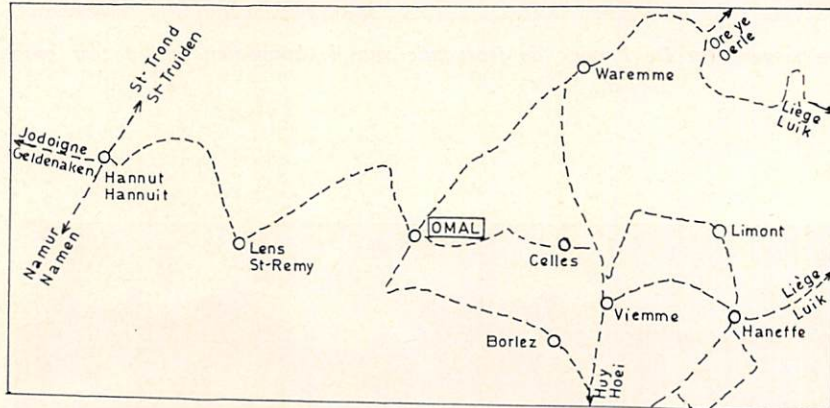 St-Trond
St-Truiden
Ore ye
Oerle
Waremme
Liège
Luik
Jodoigne
Geldenaken
Hannut
Hannuit
OMAL
Limont
Namur
Namen
Lens
St-Remy
Celles
Liège
Luik
Viemme
Haneffe
Borlez
Huy
Hoei